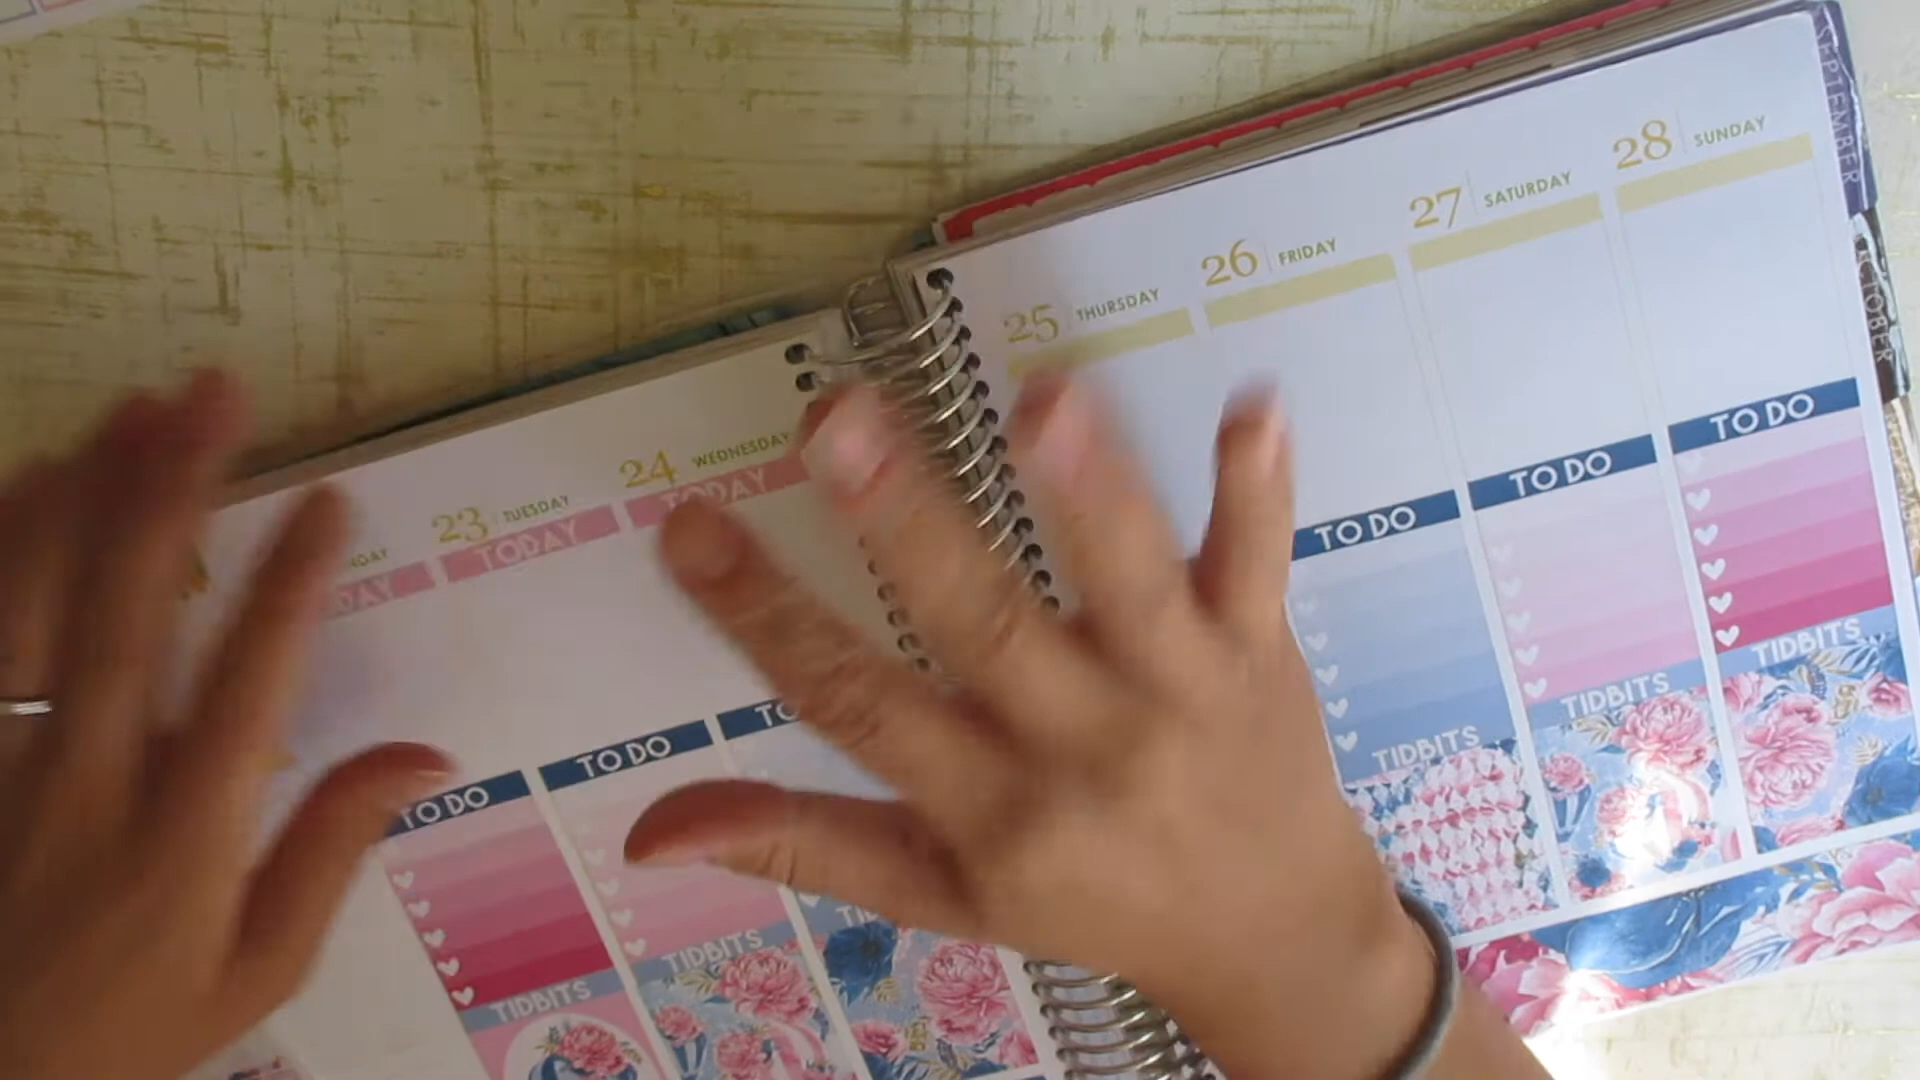 23 TUESDAY
24 WEDNESDAY
DAY
TODAY
TODAY
25 THURSDAY
26 FRIDAY
27 SATURDAY
28 SUNDAY
TO DO
TO DO
TO DO
TO DO
TO DO
TIDBITS
TIDBITS
TIDBITS
TIDBITS
TIDBITS
SEPTEMBER
OCTOBER